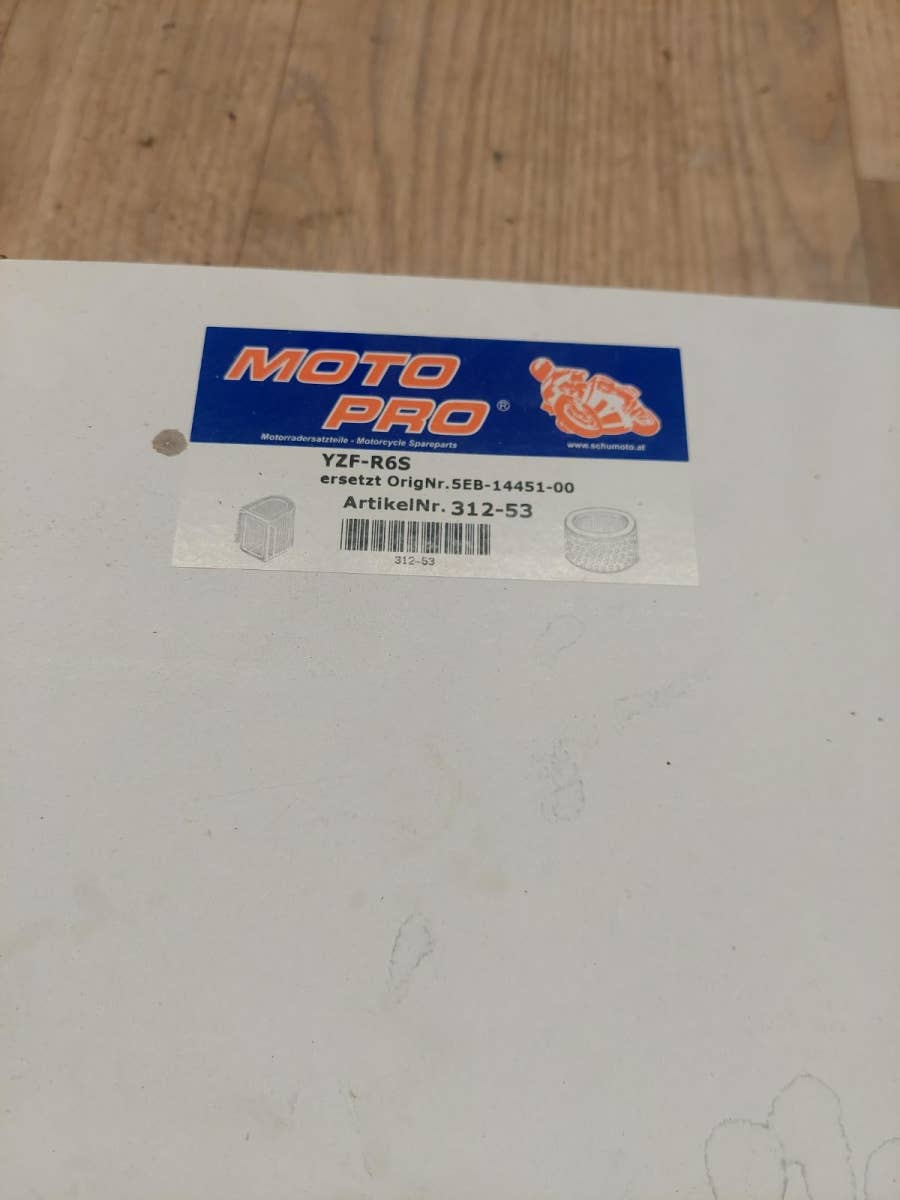 MOTO
PRO®
Motorradersatzteile - Motorcycle Spareparts
www.schumoto.at
YZF-R6S
ersetzt OrigNr.5EB-14451-00
ArtikelNr. 312-53
312-53